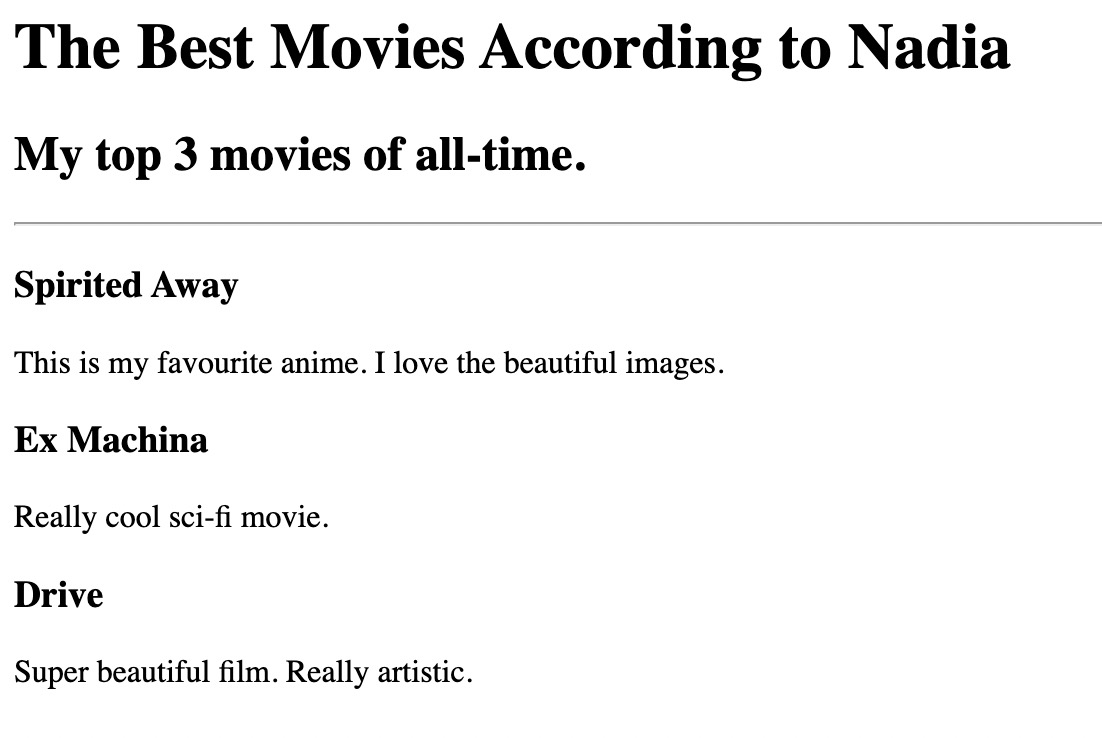 The Best Movies According to Nadia
My top 3 movies of all-time.
Spirited Away
This is my favourite anime. I love the beautiful images.
Ex Machina
Really cool sci-fi movie.
Drive
Super beautiful film. Really artistic.